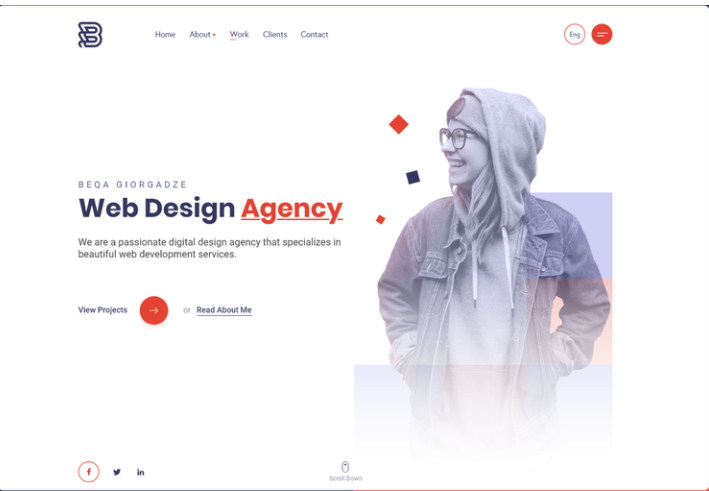 Home About Work Clients Contact Eng
BEQA GIORGADZE
Web Design Agency
We are a passionate digital design agency that specializes in
beautiful web development services.
View Projects or Read About Me
Scroll Down